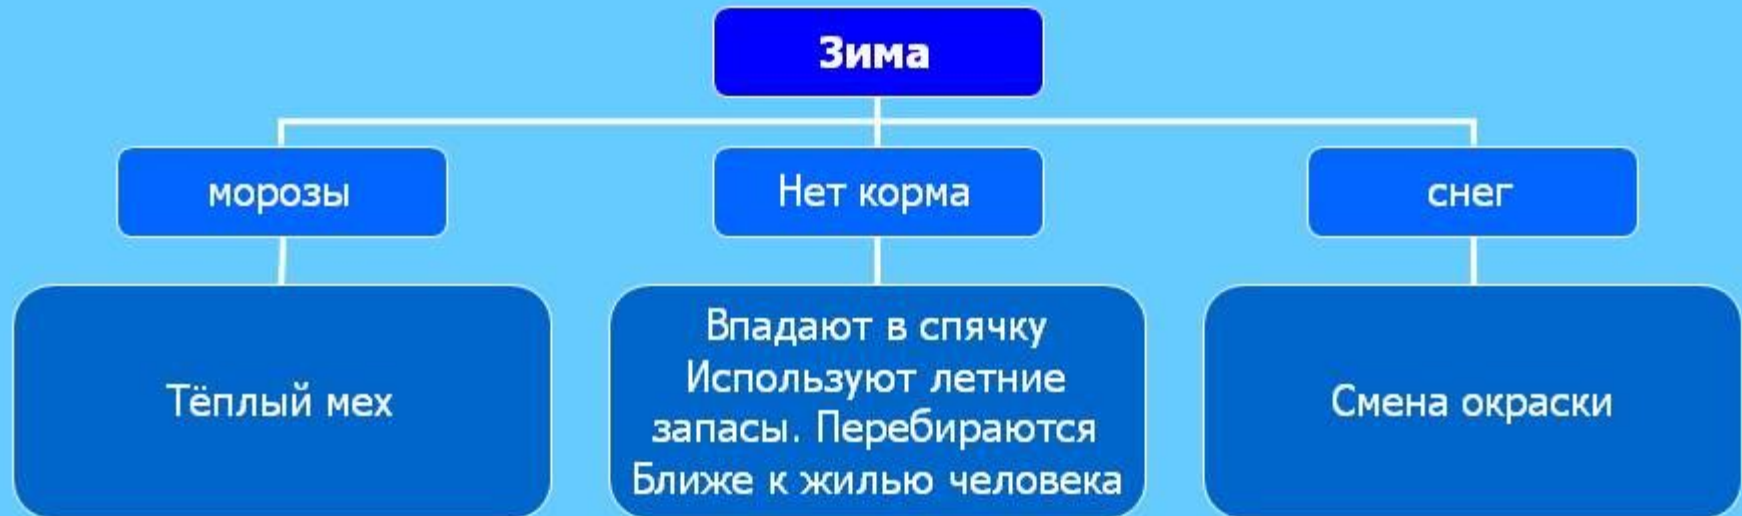 Зима
морозы
Нет корма
снег
Тёплый мех
Впадают в спячку
Используют летние
запасы. Перебираются
Ближе к жилью человека
Смена окраски